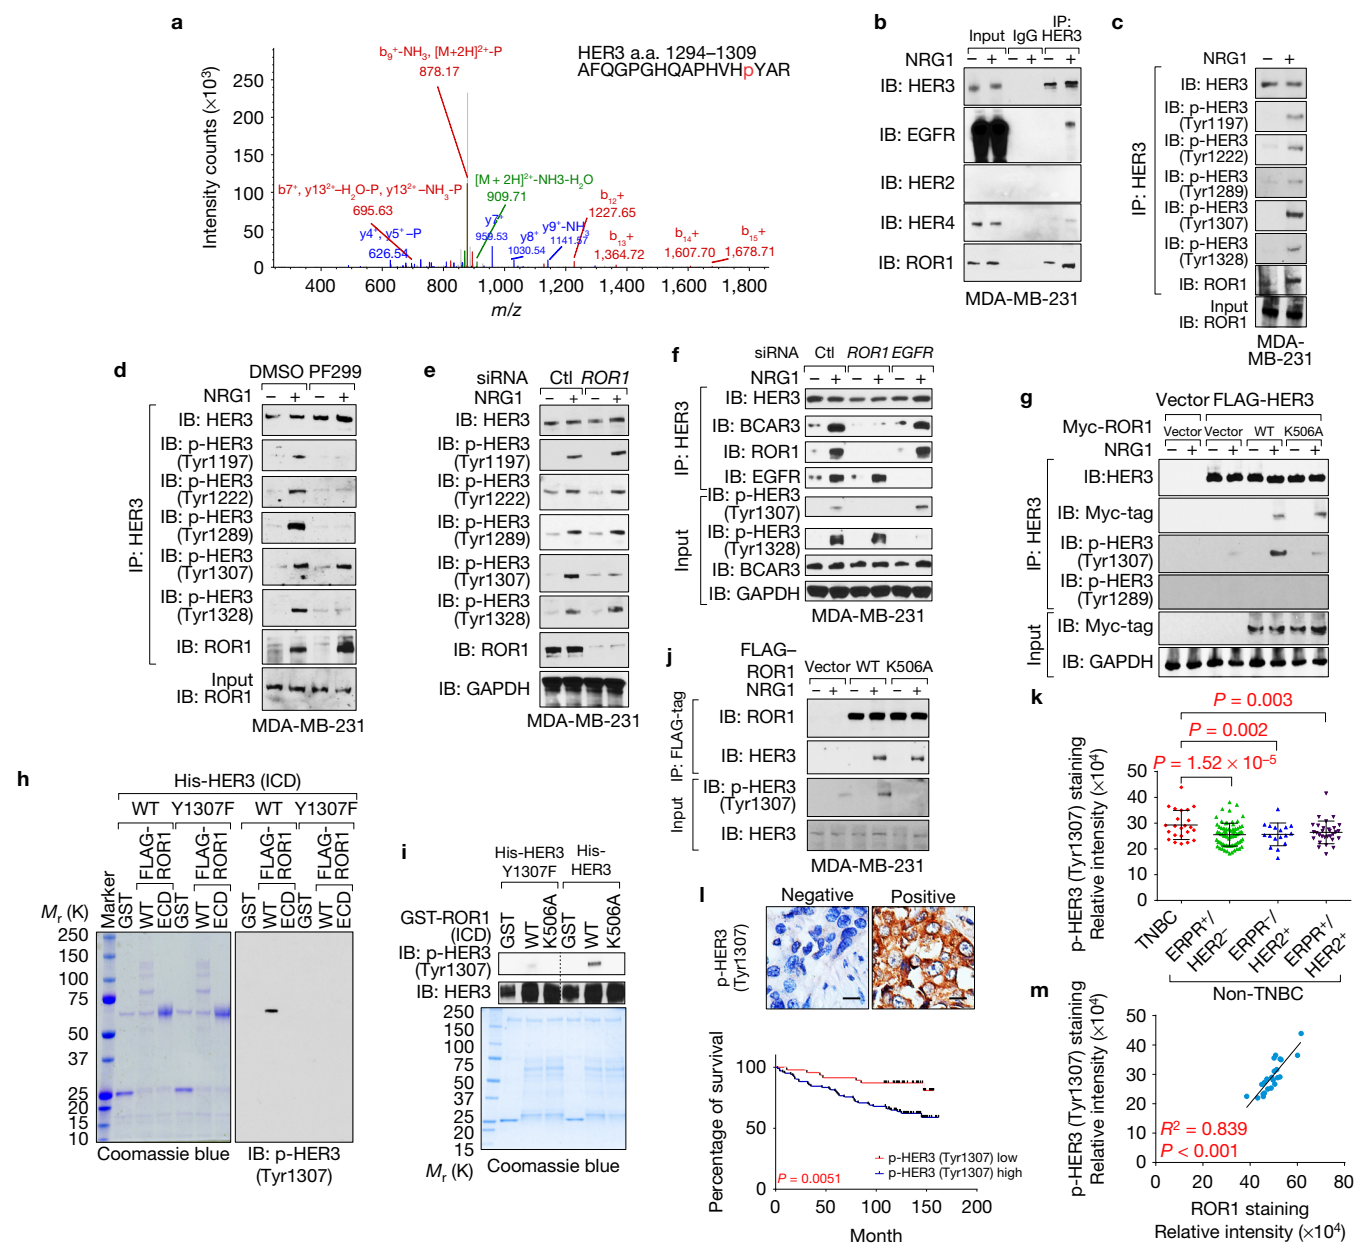 a
HER3 a.a. 1294–1309
AFQGPGHQAPHVHpYAR
b₉⁺-NH₃, [M+2H]²⁺-P
878.17
[M + 2H]²⁺-NH3-H₂O
909.71
b7⁺, y13²⁺–H₂O-P, y13²⁺–NH₃-P
695.63
y4⁺, y5⁺–P
626.54
y7⁺
959.53
y8⁺
1030.54
y9⁺-NH₃
1141.57
b₁₂+
1227.65
b₁₃+
1,364.72
b₁₄+
1,607.70
b₁₅+
1,678.71
Intensity counts (×10³)
250
200
150
100
50
0
400 600 800 1,000 1,200 1,400 1,600 1,800
m/z
b
Input IgG IP: HER3
NRG1 – + – + – +
IB: HER3
IB: EGFR
IB: HER2
IB: HER4
IB: ROR1
MDA-MB-231
c
NRG1 – +
IP: HER3
IB: HER3
IB: p-HER3
(Tyr1197)
IB: p-HER3
(Tyr1222)
IB: p-HER3
(Tyr1289)
IB: p-HER3
(Tyr1307)
IB: p-HER3
(Tyr1328)
IB: ROR1
Input
IB: ROR1
MDA-
MB-231
d
DMSO PF299
NRG1 – + – +
IP: HER3
IB: HER3
IB: p-HER3
(Tyr1197)
IB: p-HER3
(Tyr1222)
IB: p-HER3
(Tyr1289)
IB: p-HER3
(Tyr1307)
IB: p-HER3
(Tyr1328)
IB: ROR1
Input
IB: ROR1
MDA-MB-231
e
siRNA Ctl ROR1
NRG1 – + – +
IB: HER3
IB: p-HER3
(Tyr1197)
IB: p-HER3
(Tyr1222)
IB: p-HER3
(Tyr1289)
IB: p-HER3
(Tyr1307)
IB: p-HER3
(Tyr1328)
IB: ROR1
IB: GAPDH
MDA-MB-231
f
siRNA Ctl ROR1 EGFR
NRG1 – + – + – +
IP: HER3
IB: HER3
IB: BCAR3
IB: ROR1
IB: EGFR
Input
IB: p-HER3
(Tyr1307)
IB: p-HER3
(Tyr1328)
IB: BCAR3
IB: GAPDH
MDA-MB-231
g
Vector FLAG-HER3
Myc-ROR1 Vector Vector WT K506A
NRG1 – + – + – + – +
IP: HER3
IB:HER3
IB: Myc-tag
IB: p-HER3
(Tyr1307)
IB: p-HER3
(Tyr1289)
Input
IB: Myc-tag
IB: GAPDH
h
His-HER3 (ICD)
WT Y1307F WT Y1307F
FLAG-ROR1 FLAG-ROR1 FLAG-ROR1 FLAG-ROR1
Marker GST WT ECD GST WT ECD GST WT ECD GST WT ECD
Mᵣ (K)
250
150
100
75
50
37
25
20
15
10
Coomassie blue
IB: p-HER3
(Tyr1307)
i
His-HER3
Y1307F
His-
HER3
GST-ROR1
(ICD)
GST WT K506A GST WT K506A
IB: p-HER3
(Tyr1307)
IB: HER3
250
150
100
75
50
37
25
20
15
Mᵣ (K)
Coomassie blue
j
FLAG–
ROR1 Vector WT K506A
NRG1 – + – + – +
IP: FLAG-tag
IB: ROR1
IB: HER3
Input
IB: p-HER3
(Tyr1307)
IB: HER3
MDA-MB-231
k
P = 0.003
P = 0.002
P = 1.52 × 10⁻⁵
p-HER3 (Tyr1307) staining
Relative intensity (×10⁴)
50
40
30
20
10
0
TNBC
ERPR⁺/
HER2⁻
ERPR⁻/
HER2⁺
ERPR⁺/
HER2⁺
Non-TNBC
l
Negative Positive
p-HER3
(Tyr1307)
Percentage of survival
100
50
0
p-HER3 (Tyr1307) low
p-HER3 (Tyr1307) high
P = 0.0051
0 50 100 150 200
Month
m
p-HER3 (Tyr1307) staining
Relative intensity (×10⁴)
50
40
30
20
10
0
R² = 0.839
P < 0.001
0 20 40 60 80
ROR1 staining
Relative intensity (×10⁴)